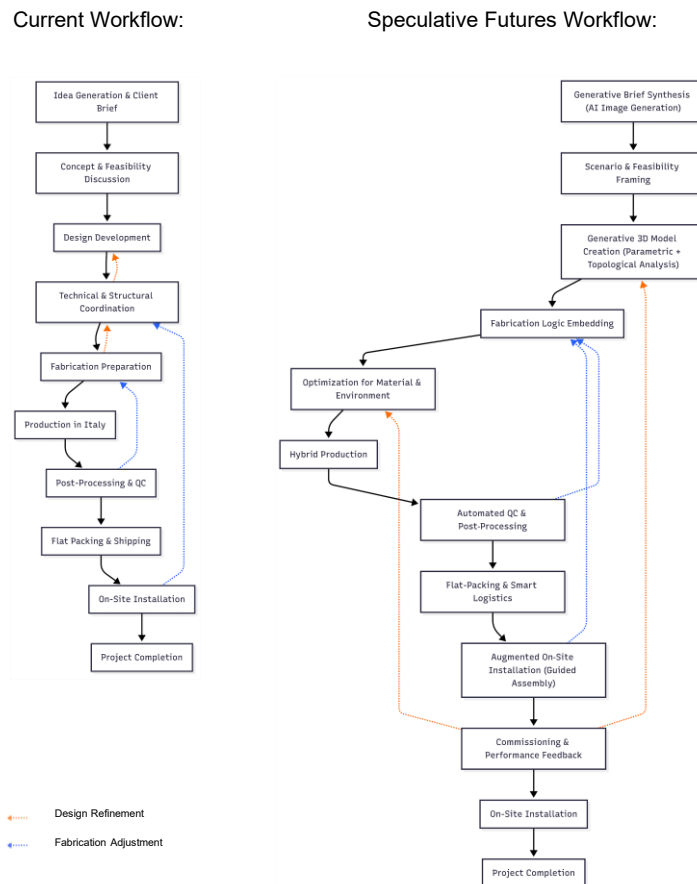 Current Workflow:
Idea Generation & Client
Brief
Concept & Feasibility
Discussion
Design Development
Technical & Structural
Coordination
Fabrication Preparation
Production in Italy
Post-Processing & QC
Flat Packing & Shipping
On-Site Installation
Project Completion
Speculative Futures Workflow:
Generative Brief Synthesis
(AI Image Generation)
Scenario & Feasibility
Framing
Generative 3D Model
Creation (Parametric +
Topological Analysis)
Fabrication Logic Embedding
Optimization for Material &
Environment
Hybrid Production
Automated QC &
Post-Processing
Flat-Packing & Smart
Logistics
Augmented On-Site
Installation (Guided
Assembly)
Commissioning &
Performance Feedback
On-Site Installation
Project Completion
Design Refinement
Fabrication Adjustment